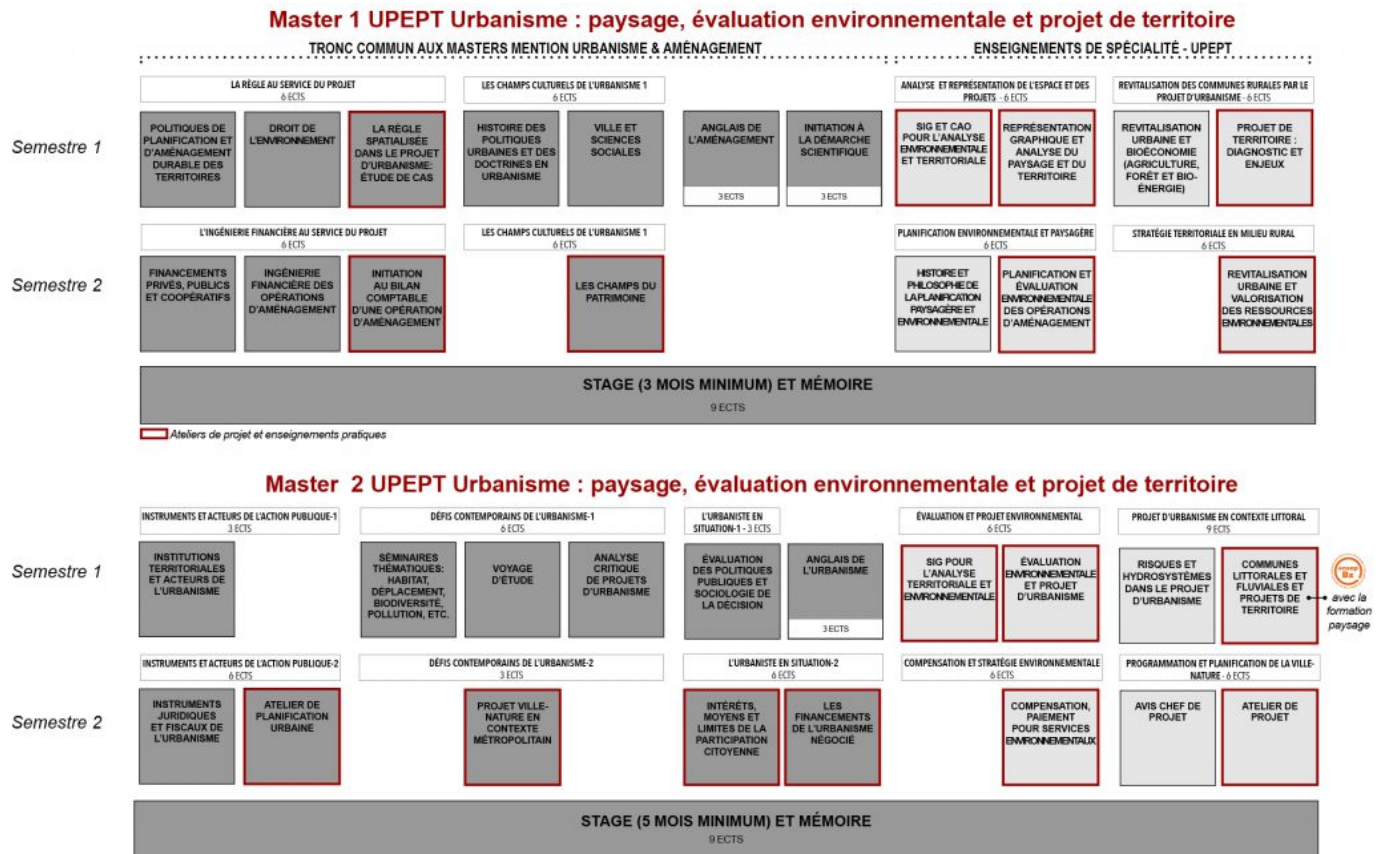 Master 1 UPEPT Urbanisme : paysage, évaluation environnementale et projet de territoire
TRONC COMMUN AUX MASTERS MENTION URBANISME & AMÉNAGEMENT
ENSEIGNEMENTS DE SPÉCIALITÉ - UPEPT
Semestre 1
LA RÈGLE AU SERVICE DU PROJET
6 ECTS
POLITIQUES DE
PLANIFICATION ET
D'AMÉNAGEMENT
DURABLE DES
TERRITOIRES
DROIT DE
L'ENVIRONNEMENT
LA RÈGLE
SPATIALISÉE
DANS LE PROJET
D'URBANISME:
ÉTUDE DE CAS
LES CHAMPS CULTURELS DE L'URBANISME 1
6 ECTS
HISTOIRE DES
POLITIQUES
URBAINES ET DES
DOCTRINES EN
URBANISME
VILLE ET
SCIENCES
SOCIALES
ANGLAIS DE
L'AMÉNAGEMENT
3 ECTS
INITIATION À
LA DÉMARCHE
SCIENTIFIQUE
3 ECTS
ANALYSE ET REPRÉSENTATION DE L'ESPACE ET DES
PROJETS - 6 ECTS
SIG ET CAO
POUR L'ANALYSE
ENVIRONNEMENTALE
ET TERRITORIALE
REPRÉSENTATION
GRAPHIQUE ET
ANALYSE DU
PAYSAGE ET DU
TERRITOIRE
REVITALISATION DES COMMUNES RURALES PAR LE
PROJET D'URBANISME - 6 ECTS
REVITALISATION
URBAINE ET
BIOÉCONOMIE
(AGRICULTURE,
FORÊT ET BIO-
ÉNERGIE)
PROJET DE
TERRITOIRE :
DIAGNOSTIC ET
ENJEUX
Semestre 2
L'INGÉNIERIE FINANCIÈRE AU SERVICE DU PROJET
6 ECTS
FINANCEMENTS
PRIVÉS, PUBLICS
ET COOPÉRATIFS
INGÉNIERIE
FINANCIÈRE DES
OPÉRATIONS
D'AMÉNAGEMENT
INITIATION
AU BILAN
COMPTABLE
D'UNE OPÉRATION
D'AMÉNAGEMENT
LES CHAMPS CULTURELS DE L'URBANISME 1
6 ECTS
LES CHAMPS DU
PATRIMOINE
PLANIFICATION ENVIRONNEMENTALE ET PAYSAGÈRE
6 ECTS
HISTOIRE ET
PHILOSOPHIE DE
LA PLANIFICATION
PAYSAGÈRE ET
ENVIRONNEMENTALE
PLANIFICATION ET
ÉVALUATION
ENVIRONNEMENTALE
DES OPÉRATIONS
D'AMÉNAGEMENT
STRATÉGIE TERRITORIALE EN MILIEU RURAL
6 ECTS
REVITALISATION
URBAINE ET
VALORISATION
DES RESSOURCES
ENVIRONNEMENTALES
STAGE (3 MOIS MINIMUM) ET MÉMOIRE
9 ECTS
Ateliers de projet et enseignements pratiques
Master 2 UPEPT Urbanisme : paysage, évaluation environnementale et projet de territoire
Semestre 1
INSTRUMENTS ET ACTEURS DE L'ACTION PUBLIQUE-1
3 ECTS
INSTITUTIONS
TERRITORIALES
ET ACTEURS DE
L'URBANISME
DÉFIS CONTEMPORAINS DE L'URBANISME-1
6 ECTS
SÉMINAIRES
THÉMATIQUES:
HABITAT,
DÉPLACEMENT,
BIODIVERSITÉ,
POLLUTION, ETC.
VOYAGE
D'ÉTUDE
ANALYSE
CRITIQUE
DE PROJETS
D'URBANISME
L'URBANISTE EN
SITUATION-1 - 3 ECTS
ÉVALUATION
DES POLITIQUES
PUBLIQUES ET
SOCIOLOGIE DE
LA DÉCISION
ANGLAIS DE
L'URBANISME
3 ECTS
ÉVALUATION ET PROJET ENVIRONMENTAL
6 ECTS
SIG POUR
L'ANALYSE
TERRITORIALE ET
ENVIRONNEMENTALE
ÉVALUATION
ENVIRONNEMENTALE
ET PROJET
D'URBANISME
PROJET D'URBANISME EN CONTEXTE LITTORAL
9 ECTS
RISQUES ET
HYDROSYSTÈMES
DANS LE PROJET
D'URBANISME
COMMUNES
LITTORALES ET
FLUVIALES ET
PROJETS DE
TERRITOIRE
Bx
avec la
formation
paysage
Semestre 2
INSTRUMENTS ET ACTEURS DE L'ACTION PUBLIQUE-2
6 ECTS
INSTRUMENTS
JURIDIQUES
ET FISCAUX DE
L'URBANISME
ATELIER DE
PLANIFICATION
URBAINE
DÉFIS CONTEMPORAINS DE L'URBANISME-2
3 ECTS
PROJET VILLE-
NATURE EN
CONTEXTE
MÉTROPOLITAIN
L'URBANISTE EN SITUATION-2
6 ECTS
INTÉRÉTS,
MOYENS ET
LIMITES DE LA
PARTICIPATION
CITOYENNE
LES
FINANCEMENTS
DE L'URBANISME
NÉGOCIÉ
COMPENSATION ET STRATÉGIE ENVIRONMENTALE
6 ECTS
COMPENSATION,
PAIEMENT
POUR SERVICES
ENVIRONNEMENTAUX
PROGRAMMATION ET PLANIFICATION DE LA VILLE-
NATURE - 6 ECTS
AVIS CHEF DE
PROJET
ATELIER DE
PROJET
STAGE (5 MOIS MINIMUM) ET MÉMOIRE
9 ECTS